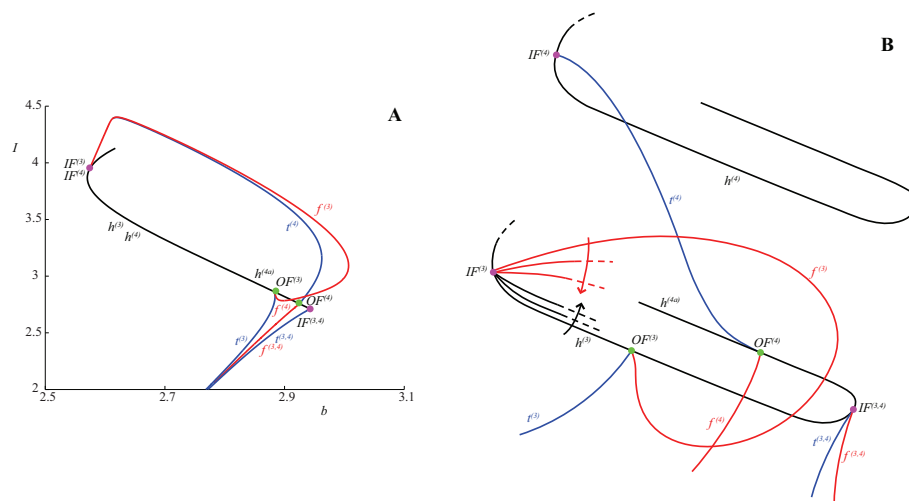 A
4.5
I
4
IF(3)
IF(4)
3.5
h(3)
h(4)
f(3)
t(4)
3
h(4a)
OF(3)
OF(4)
f(4)
IF(3,4)
2.5
t(3)
t(3,4)
f(3,4)
2
2.5
2.7
2.9
3.1
b
B
IF(4)
h(4)
t(4)
IF(3)
f(3)
h(4a)
h(3)
OF(3)
OF(4)
IF(3,4)
t(3)
f(4)
t(3,4)
f(3,4)